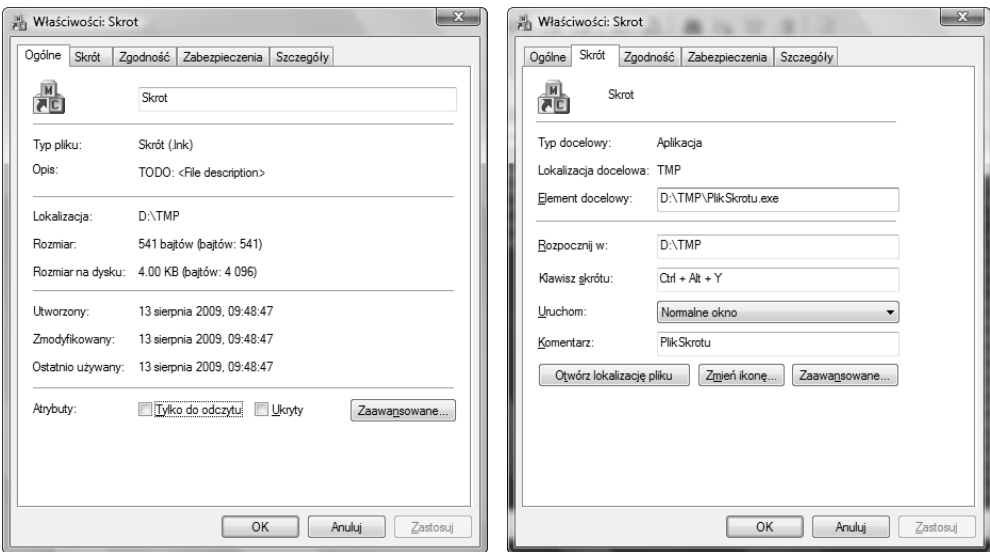 Właściwości: Skrot
Ogólne Skrót Zgodność Zabezpieczenia Szczegóły
M
C
Skrot
Typ pliku: Skrót (.lnk)
Opis: TODO: <File description>
Lokalizacja: D:\TMP
Rozmiar: 541 bajtów (bajtów: 541)
Rozmiar na dysku: 4.00 KB (bajtów: 4 096)
Utworzony: 13 sierpnia 2009, 09:48:47
Zmodyfikowany: 13 sierpnia 2009, 09:48:47
Ostatnio używany: 13 sierpnia 2009, 09:48:47
Atrybuty: Tylko do odczytu Ukryty Zaawansowane...
OK Anuluj Zastosuj
Właściwości: Skrot
Ogólne Skrót Zgodność Zabezpieczenia Szczegóły
M
C
Skrot
Typ docelowy: Aplikacja
Lokalizacja docelowa: TMP
Element docelowy: D:\TMP\PlikSkrotu.exe
Rozpocznij w: D:\TMP
Klawisz skrótu: Ctrl + Alt + Y
Uruchom: Normalne okno
Komentarz: PlikSkrotu
Otwórz lokalizację pliku Zmień ikonę... Zaawansowane...
OK Anuluj Zastosuj